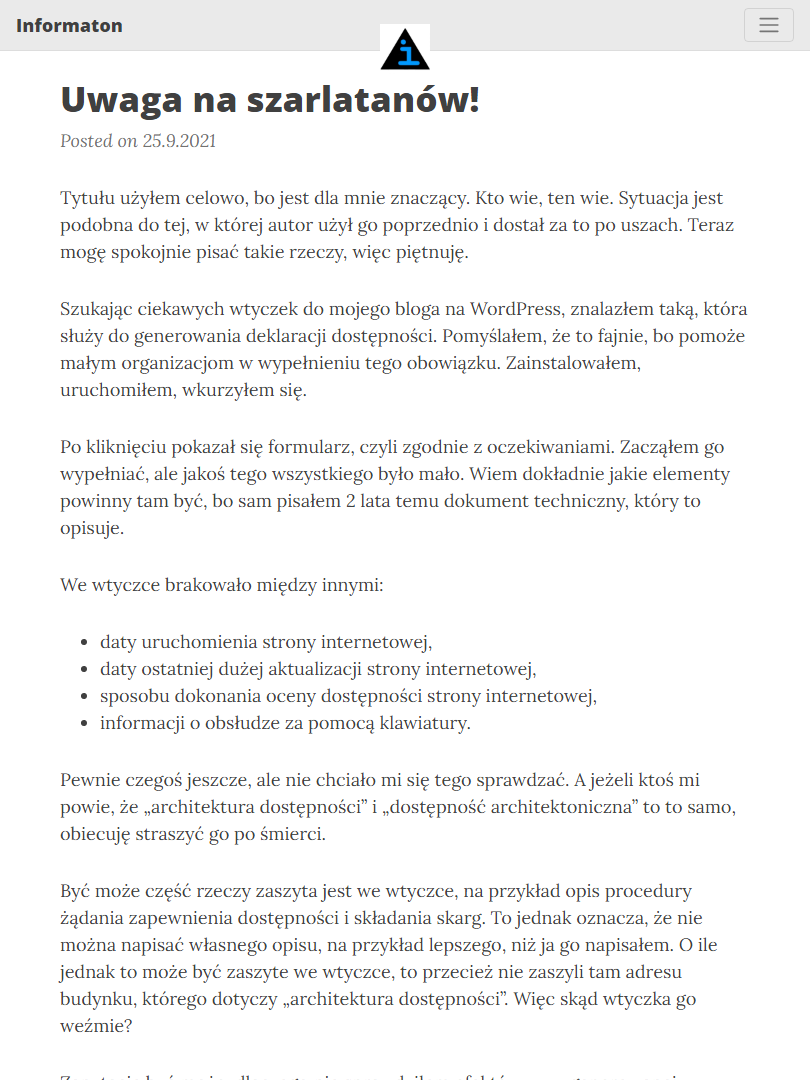 Informaton
Uwaga na szarlatanów!
Posted on 25.9.2021
Tytułu użyłem celowo, bo jest dla mnie znaczący. Kto wie, ten wie. Sytuacja jest
podobna do tej, w której autor użył go poprzednio i dostał za to po uszach. Teraz
mogę spokojnie pisać takie rzeczy, więc piętnuję.
Szukając ciekawych wtyczek do mojego bloga na WordPress, znalazłem taką, która
służy do generowania deklaracji dostępności. Pomyślałem, że to fajnie, bo pomoże
małym organizacjom w wypełnieniu tego obowiązku. Zainstalowałem,
uruchomiłem, wkurzyłem się.
Po kliknięciu pokazał się formularz, czyli zgodnie z oczekiwaniami. Zacząłem go
wypełniać, ale jakoś tego wszystkiego było mało. Wiem dokładnie jakie elementy
powinny tam być, bo sam pisałem 2 lata temu dokument techniczny, który to
opisuje.
We wtyczce brakowało między innymi:
• daty uruchomienia strony internetowej,
• daty ostatniej dużej aktualizacji strony internetowej,
• sposobu dokonania oceny dostępności strony internetowej,
• informacji o obsłudze za pomocą klawiatury.
Pewnie czegoś jeszcze, ale nie chciało mi się tego sprawdzać. A jeżeli ktoś mi
powie, że „architektura dostępności” i „dostępność architektoniczna” to to samo,
obiecuję straszyć go po śmierci.
Być może część rzeczy zaszyta jest we wtyczce, na przykład opis procedury
żądania zapewnienia dostępności i składania skarg. To jednak oznacza, że nie
można napisać własnego opisu, na przykład lepszego, niż ja go napisałem. O ile
jednak to może być zaszyte we wtyczce, to przecież nie zaszyli tam adresu
budynku, którego dotyczy „architektura dostępności”. Więc skąd wtyczka go
weźmie?